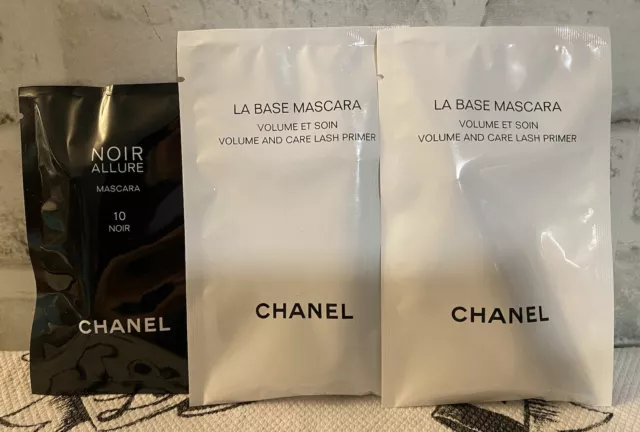 NOIR
ALLURE
MASCARA
10
NOIR
CHANEL
LA BASE MASCARA
VOLUME ET SOIN
VOLUME AND CARE LASH PRIMER
CHANEL
LA BASE MASCARA
VOLUME ET SOIN
VOLUME AND CARE LASH PRIMER
CHANEL